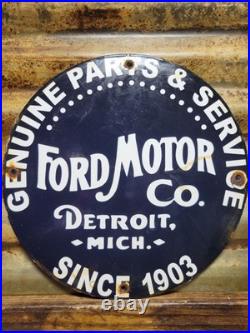 GENUINE PARTS & SERVICE
FORD MOTOR
CO.
DETROIT,
MICH.
SINCE 1903